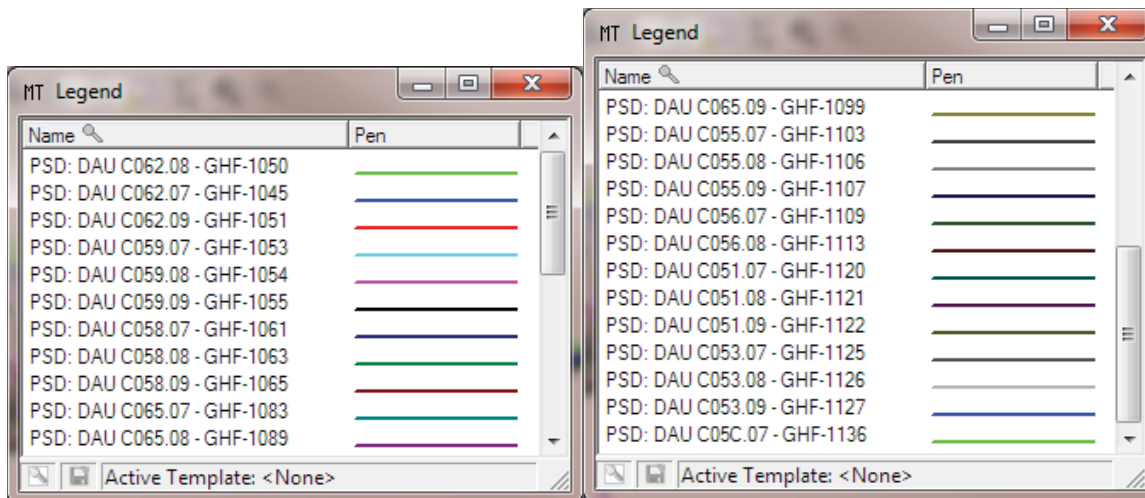 MT Legend
Name Pen
PSD: DAU C062.08 - GHF-1050
PSD: DAU C062.07 - GHF-1045
PSD: DAU C062.09 - GHF-1051
PSD: DAU C059.07 - GHF-1053
PSD: DAU C059.08 - GHF-1054
PSD: DAU C059.09 - GHF-1055
PSD: DAU C058.07 - GHF-1061
PSD: DAU C058.08 - GHF-1063
PSD: DAU C058.09 - GHF-1065
PSD: DAU C065.07 - GHF-1083
PSD: DAU C065.08 - GHF-1089
Active Template: <None>
MT Legend
Name Pen
PSD: DAU C065.09 - GHF-1099
PSD: DAU C055.07 - GHF-1103
PSD: DAU C055.08 - GHF-1106
PSD: DAU C055.09 - GHF-1107
PSD: DAU C056.07 - GHF-1109
PSD: DAU C056.08 - GHF-1113
PSD: DAU C051.07 - GHF-1120
PSD: DAU C051.08 - GHF-1121
PSD: DAU C051.09 - GHF-1122
PSD: DAU C053.07 - GHF-1125
PSD: DAU C053.08 - GHF-1126
PSD: DAU C053.09 - GHF-1127
PSD: DAU C05C.07 - GHF-1136
Active Template: <None>